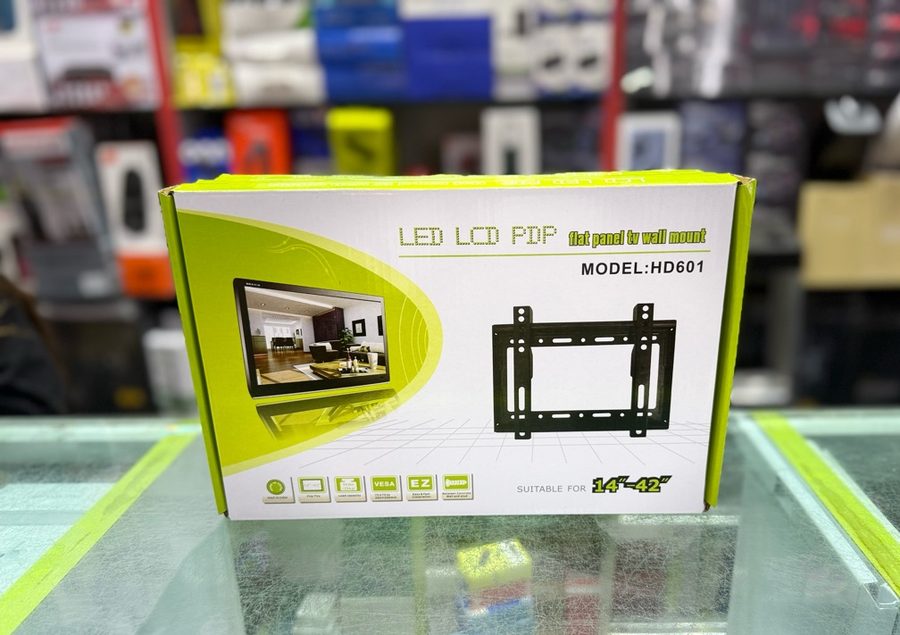 LED LCD PDP flat panel tv wall mount
MODEL:HD601
VESA
EZ
SUITABLE FOR 14"-42"